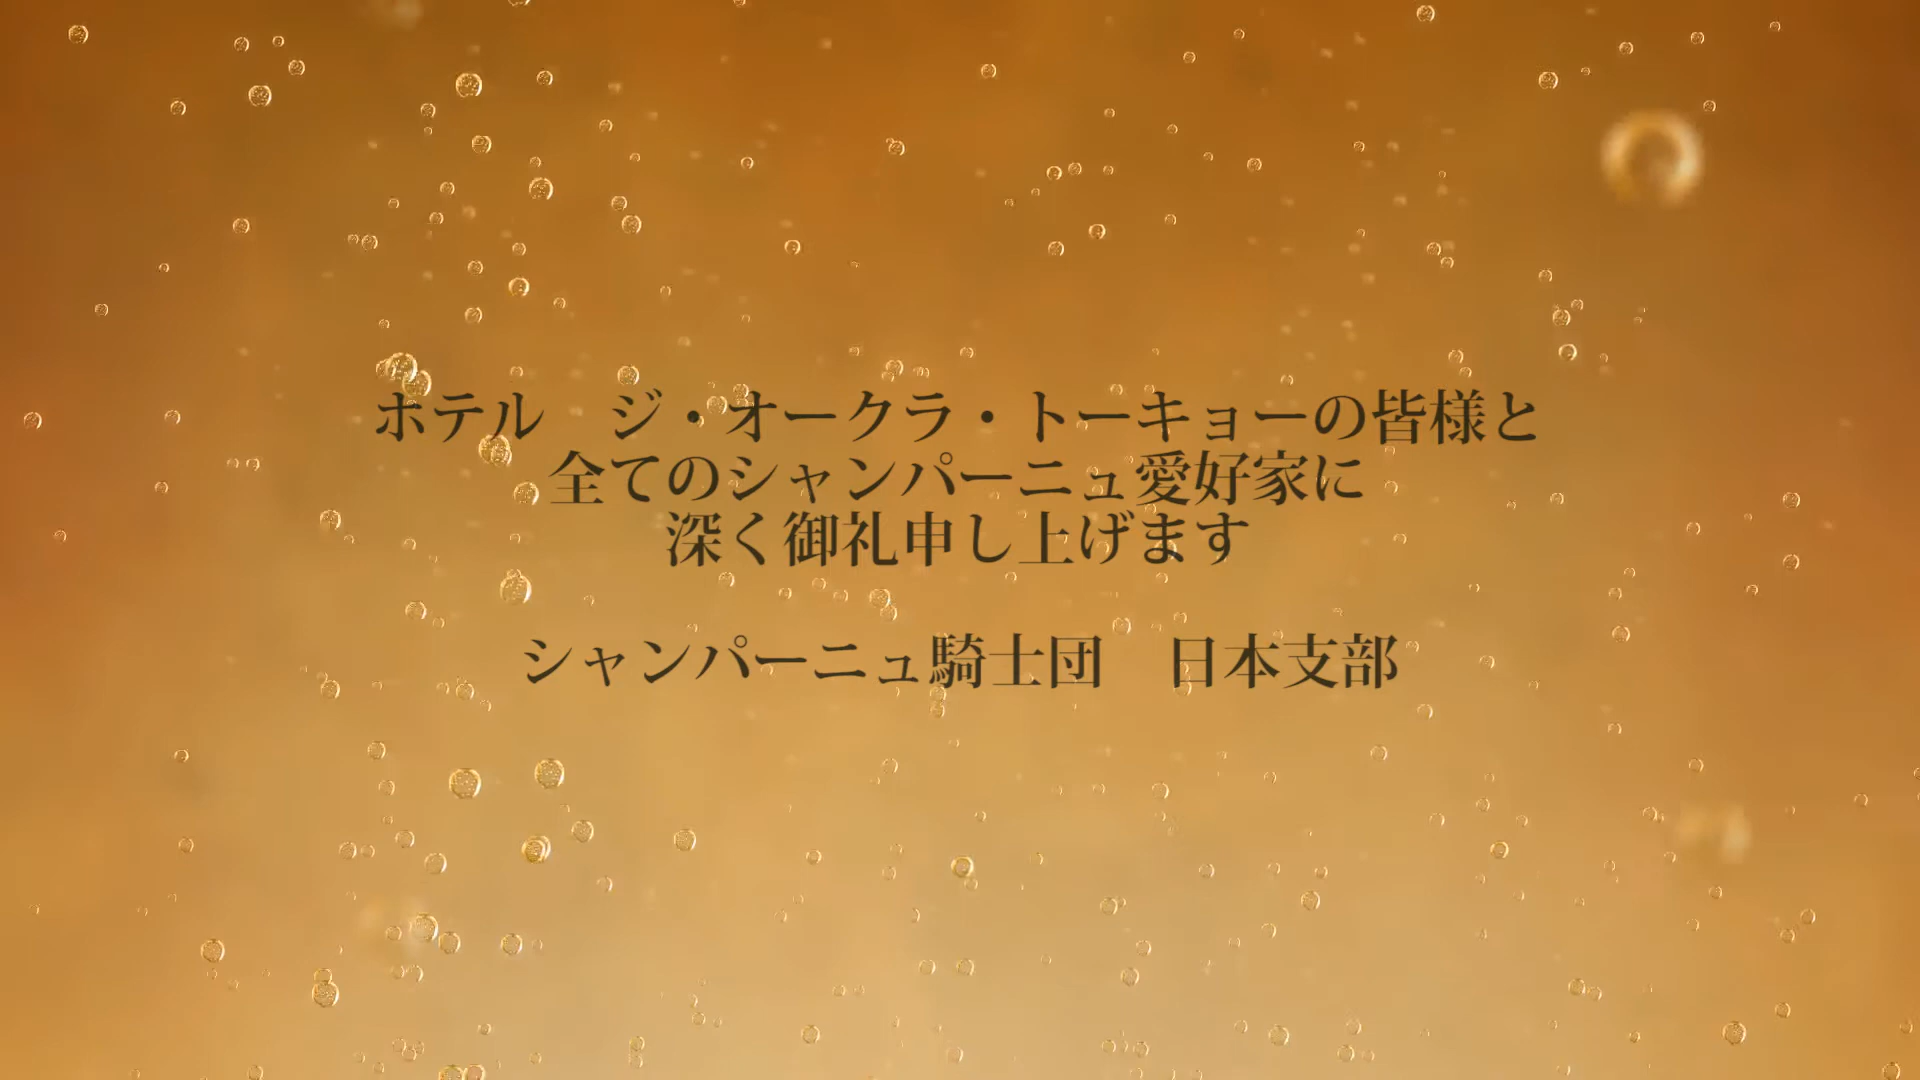 ホテル　ジ・オークラ・トーキョーの皆様と
全てのシャンパーニュ愛好家に
深く御礼申し上げます
シャンパーニュ騎士団　日本支部